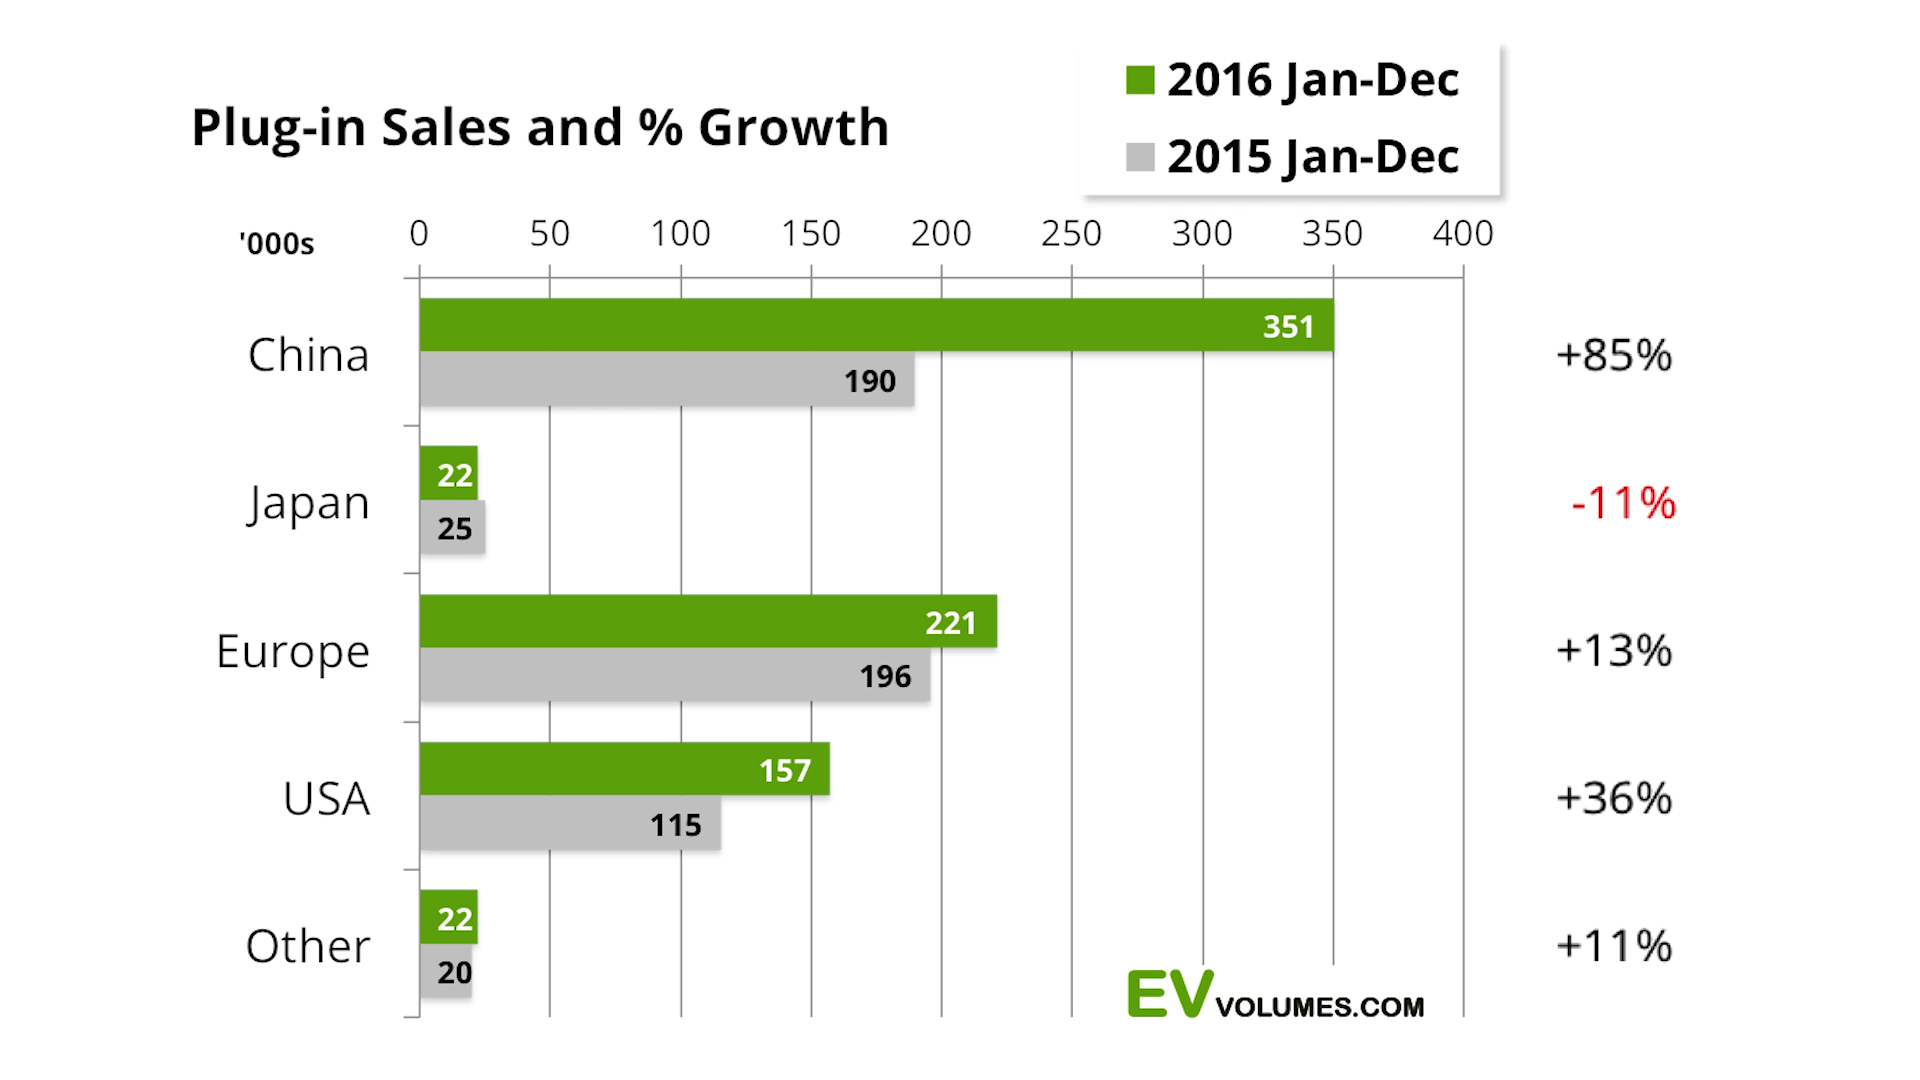 2016 Jan-Dec
Plug-in Sales and % Growth
2015 Jan-Dec
'000s 0 50 100 150 200 250 300 350 400
351
China +85%
190
22
Japan -11%
25
221
Europe +13%
196
157
USA +36%
115
22
Other +11%
20
EVVOLUMES.COM